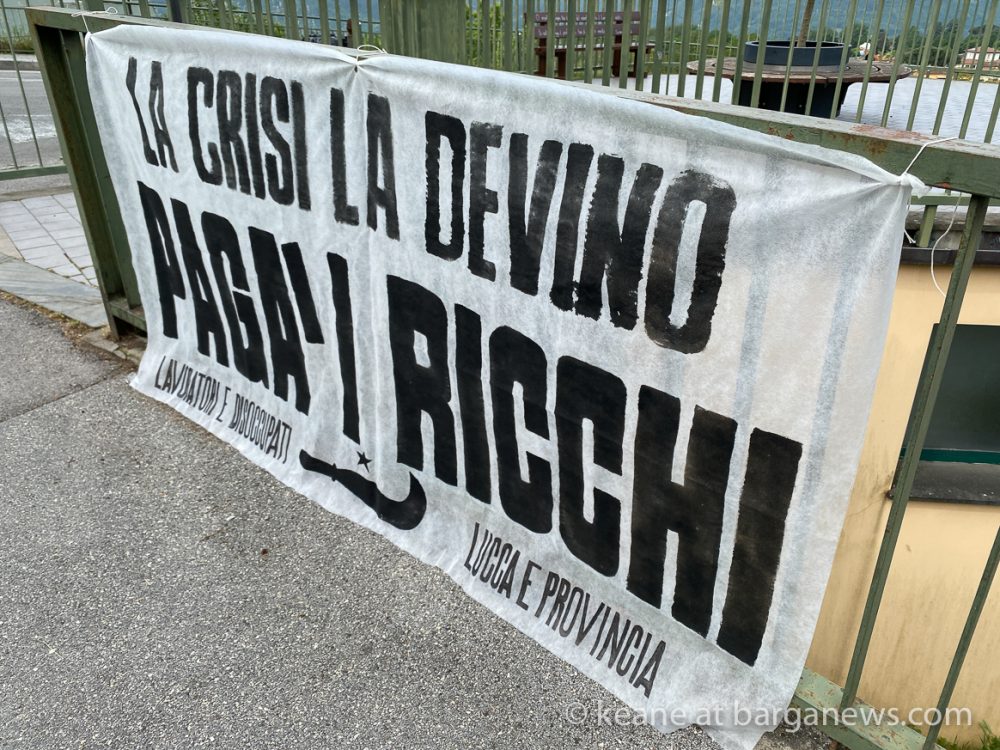 LA CRISI LA DEVINO
PAGA' I RICCHI
LAVORATORI E DISOCCUPATI
LUCCA E PROVINCIA
© keane at barganews.com